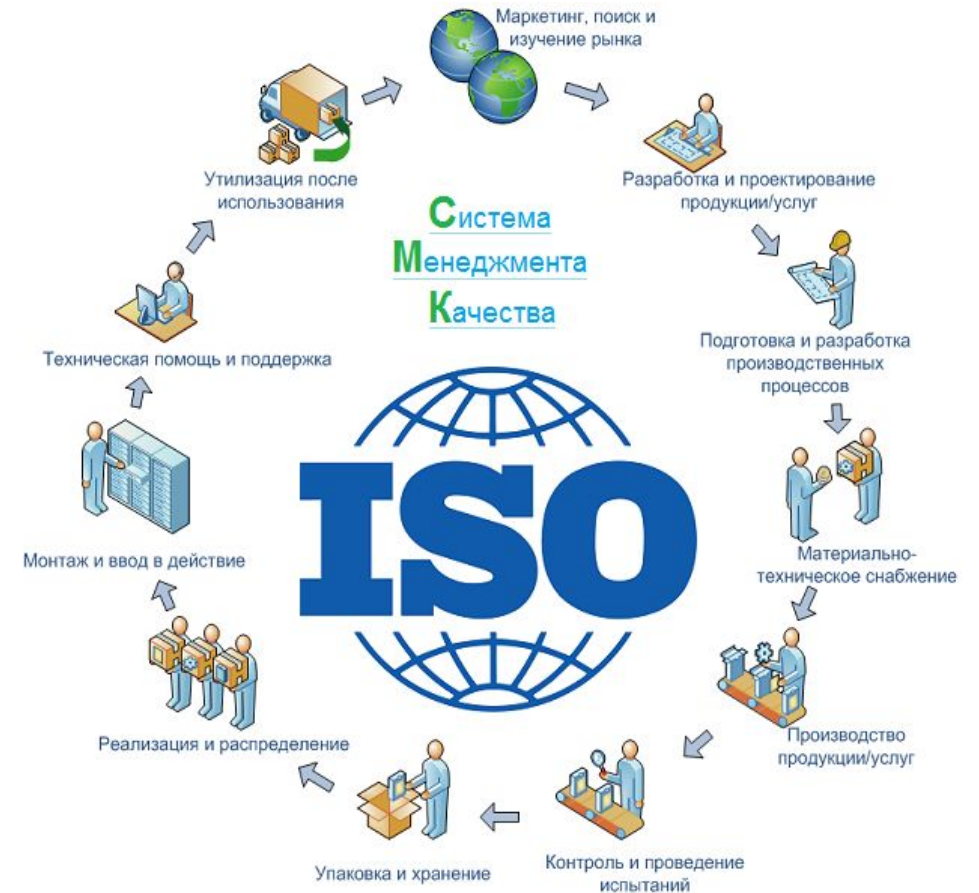 Маркетинг, поиск и
изучение рынка
Разработка и проектирование
продукции/услуг
Подготовка и разработка
производственных
процессов
Материально-
техническое снабжение
Производство
продукции/услуг
Контроль и проведение
испытаний
Упаковка и хранение
Реализация и распределение
Монтаж и ввод в действие
Техническая помощь и поддержка
Утилизация после
использования
Система
Менеджмента
Качества
ISO